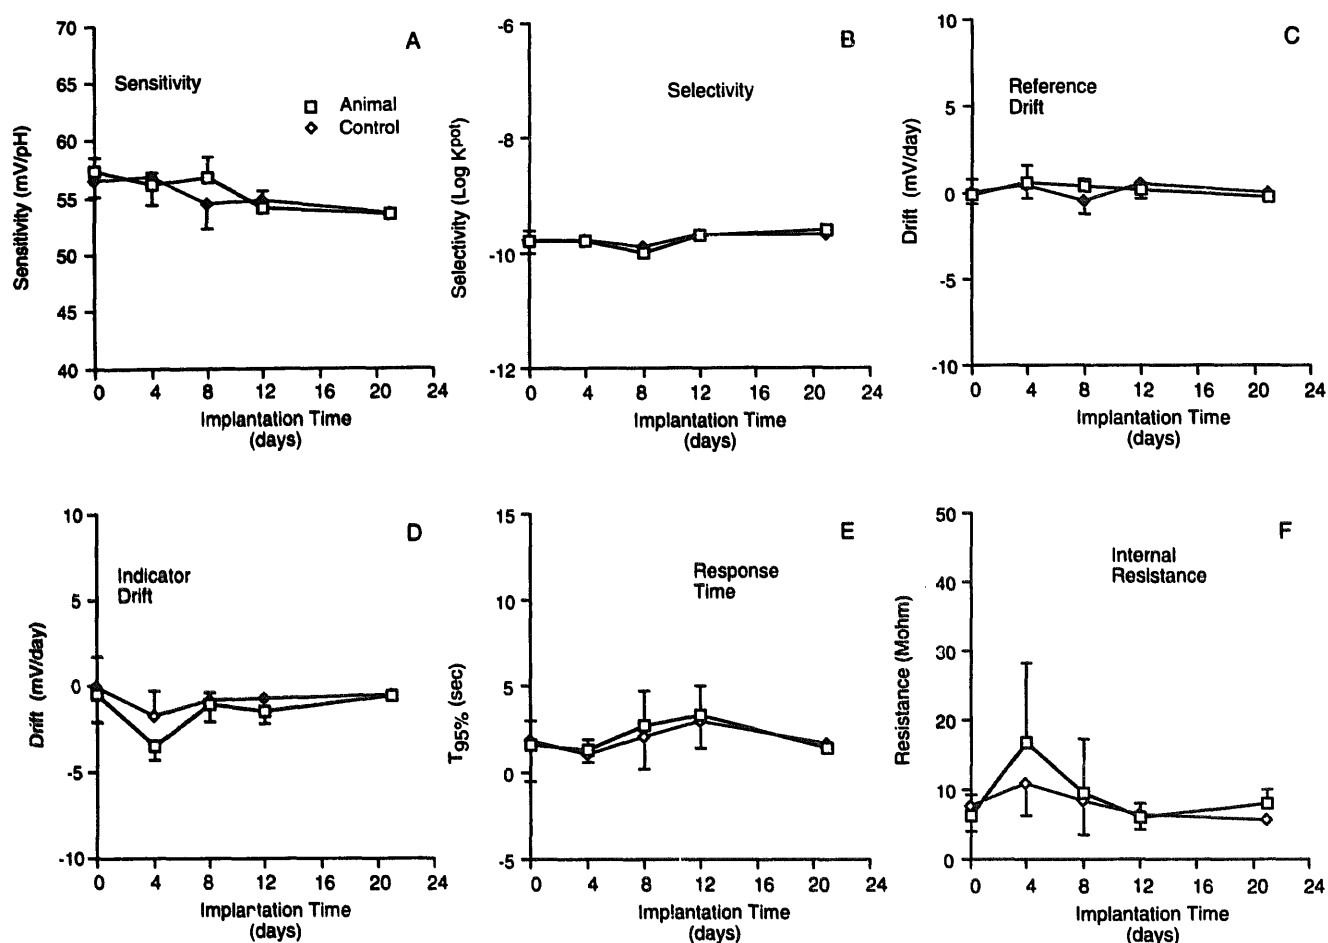 A
Sensitivity
Animal
Control
Sensitivity (mV/pH)
70
65
60
55
50
45
40
0 4 8 12 16 20 24
Implantation Time
(days)
B
Selectivity
Selectivity (Log Kpot)
-6
-8
-10
-12
0 4 8 12 16 20 24
Implantation Time
(days)
C
Reference
Drift
Drift (mV/day)
10
5
0
-5
-10
0 4 8 12 16 20 24
Implantation Time
(days)
D
Indicator
Drift
Drift (mV/day)
10
5
0
-5
-10
0 4 8 12 16 20 24
Implantation Time
(days)
E
Response
Time
T95% (sec)
15
10
5
0
-5
0 4 8 12 16 20 24
Implantation Time
(days)
F
Internal
Resistance
Resistance (Mohm)
50
40
30
20
10
0
0 4 8 12 16 20 24
Implantation Time
(days)